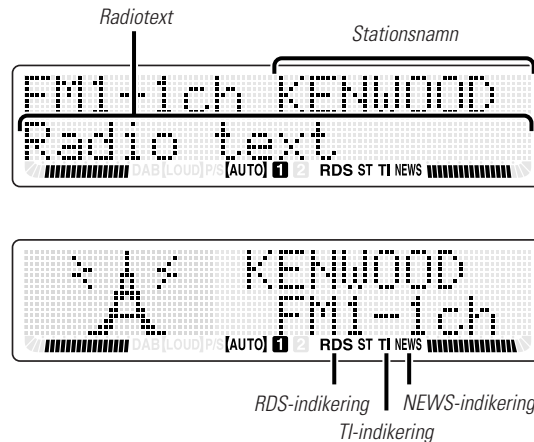 Radiotext
Stationsnamn
FM1-1ch KENWOOD
Radio text
DAB [LOUD] P/S [AUTO] 1 2 RDS ST TI NEWS
KENWOOD
FM1-1ch
DAB [LOUD] P/S [AUTO] 1 2 RDS ST TI NEWS
RDS-indikering
NEWS-indikering
TI-indikering